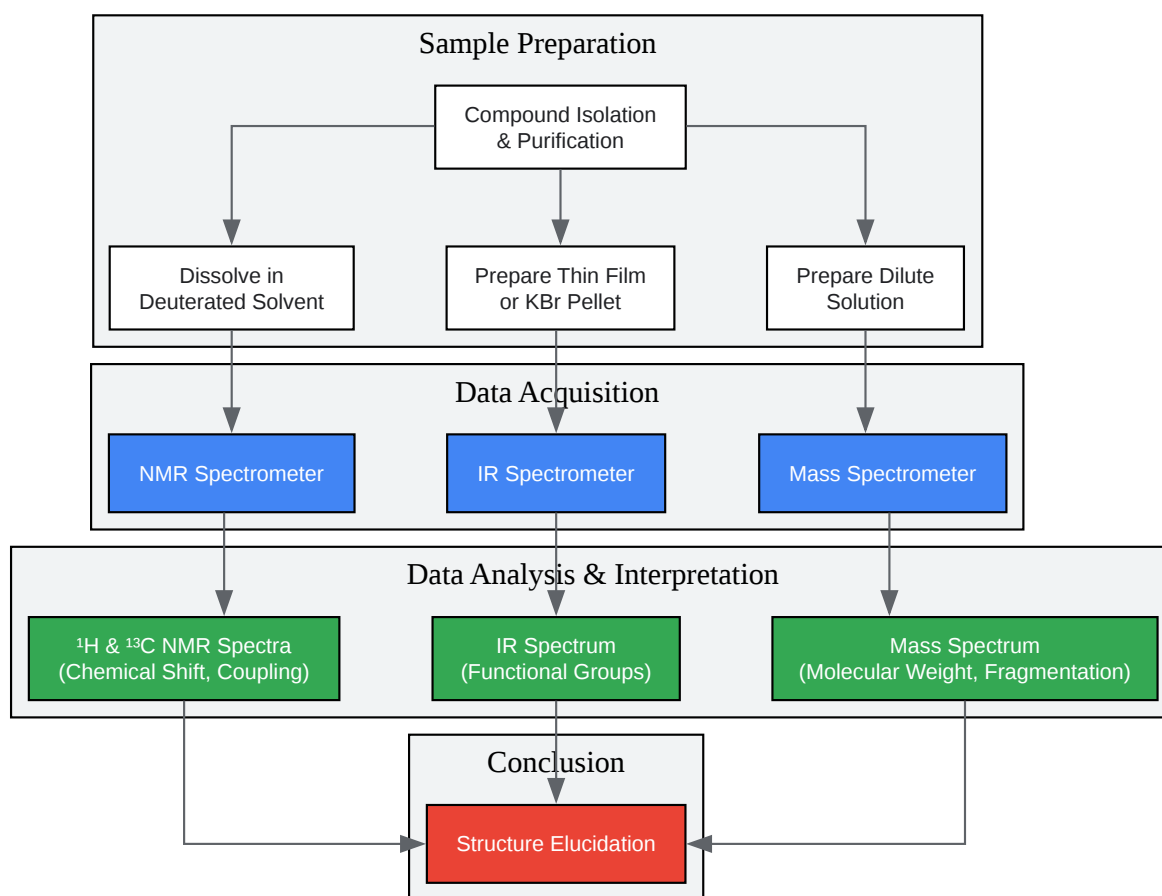 Sample Preparation
Compound Isolation
& Purification
Dissolve in
Deuterated Solvent
Prepare Thin Film
or KBr Pellet
Prepare Dilute
Solution
Data Acquisition
NMR Spectrometer
IR Spectrometer
Mass Spectrometer
Data Analysis & Interpretation
¹H & ¹³C NMR Spectra
(Chemical Shift, Coupling)
IR Spectrum
(Functional Groups)
Mass Spectrum
(Molecular Weight, Fragmentation)
Conclusion
Structure Elucidation